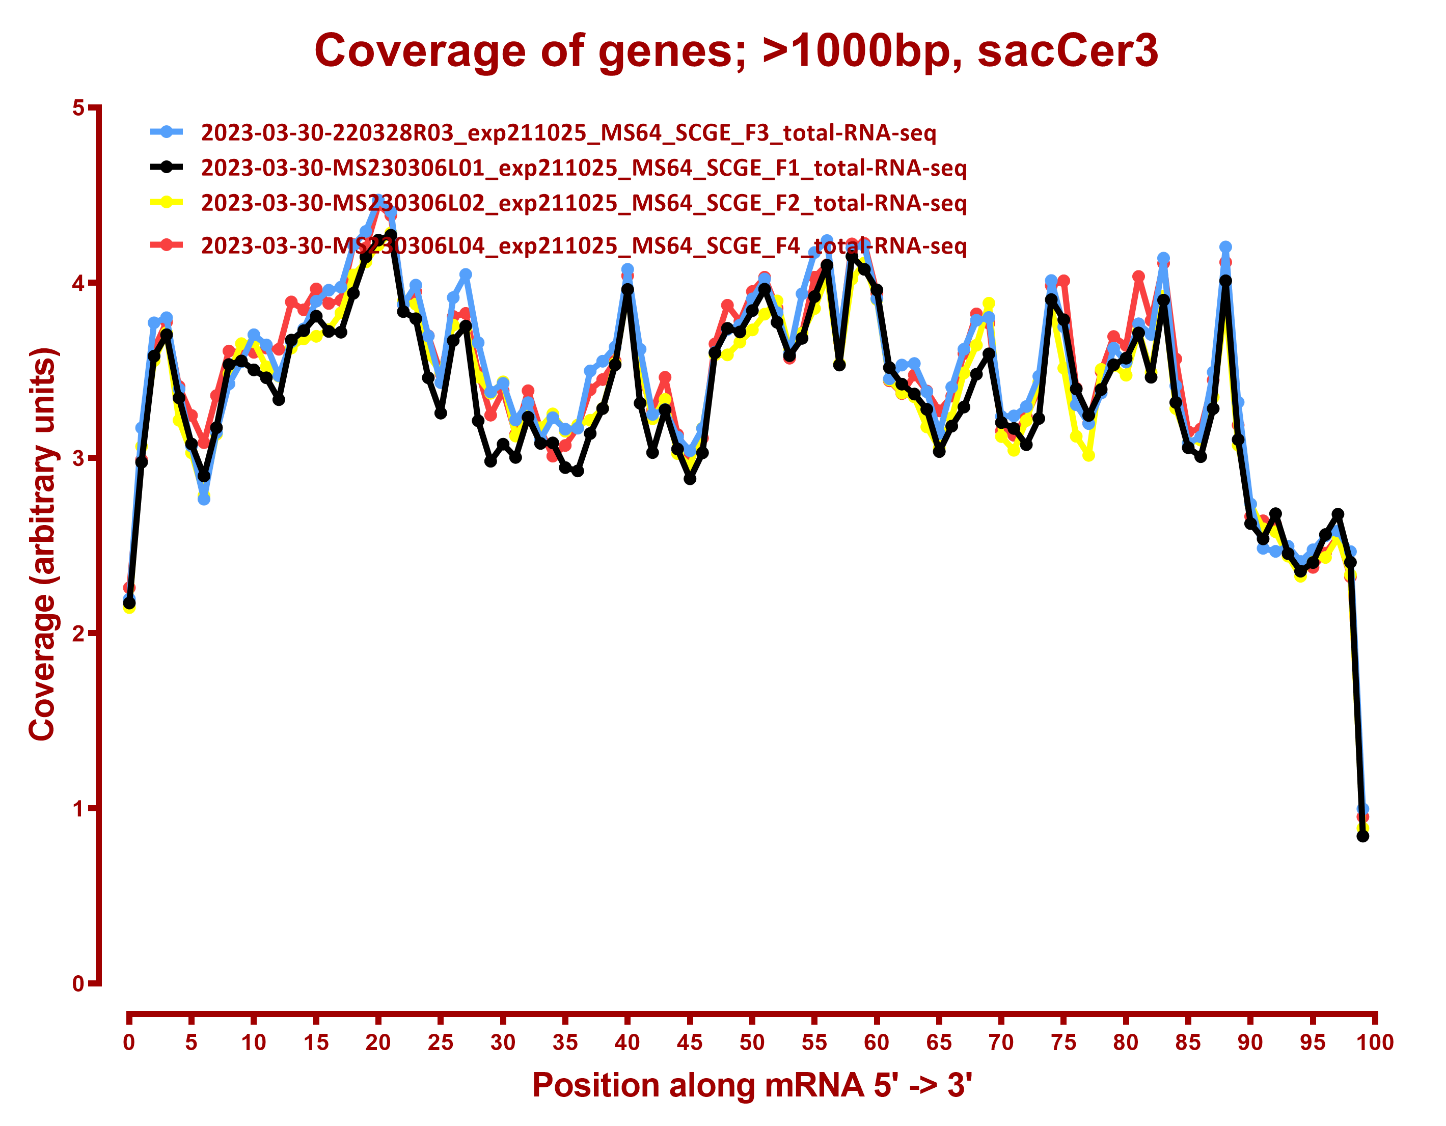 Coverage of genes; >1000bp, sacCer3
5
2023-03-30-220328R03_exp211025_MS64_SCGE_F3_total-RNA-seq
2023-03-30-MS230306L01_exp211025_MS64_SCGE_F1_total-RNA-seq
2023-03-30-MS230306L02_exp211025_MS64_SCGE_F2_total-RNA-seq
2023-03-30-MS230306L04_exp211025_MS64_SCGE_F4_total-RNA-seq
4
3
2
1
0
Coverage (arbitrary units)
0 5 10 15 20 25 30 35 40 45 50 55 60 65 70 75 80 85 90 95 100
Position along mRNA 5' -> 3'